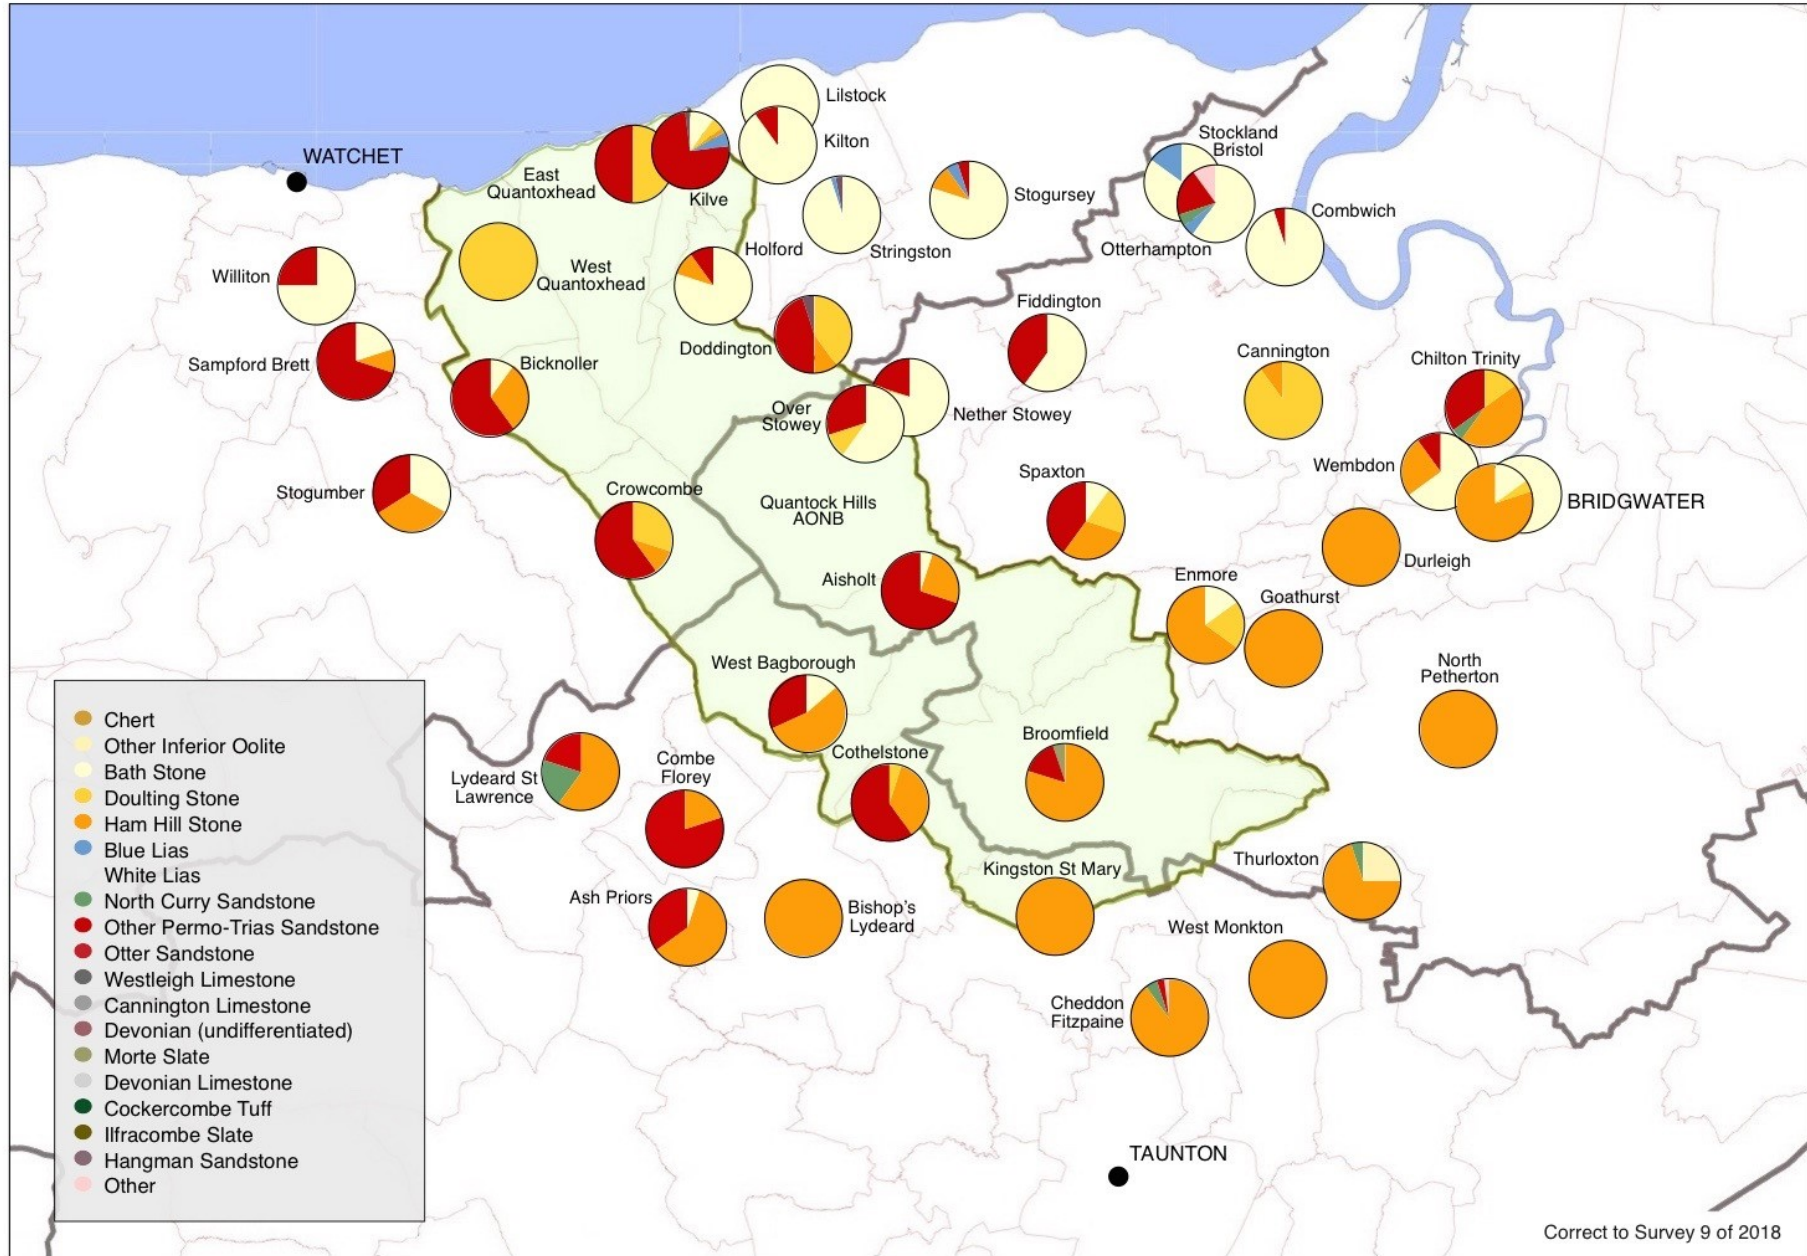 Lilstock
WATCHET
Kilton
Stockland
Bristol
East
Quantoxhead
Kilve
Stogursey
Combwich
Holford
Stringston
Otterhampton
Williton
West
Quantoxhead
Fiddington
Doddington
Cannington
Chilton Trinity
Sampford Brett
Bicknoller
Over
Stowey
Nether Stowey
Wembdon
Spaxton
Stogumber
Crowcombe
Quantock Hills
AONB
BRIDGWATER
Durleigh
Aisholt
Enmore
Goathurst
West Bagborough
North
Petherton
Broomfield
Cothelstone
Combe
Florey
Lydeard St
Lawrence
Thurloxton
Kingston St Mary
Ash Priors
Bishop's
Lydeard
West Monkton
Cheddon
Fitzpaine
TAUNTON
Chert
Other Inferior Oolite
Bath Stone
Doulting Stone
Ham Hill Stone
Blue Lias
White Lias
North Curry Sandstone
Other Permo-Trias Sandstone
Otter Sandstone
Westleigh Limestone
Cannington Limestone
Devonian (undifferentiated)
Morte Slate
Devonian Limestone
Cockercombe Tuff
Ilfracombe Slate
Hangman Sandstone
Other
Correct to Survey 9 of 2018